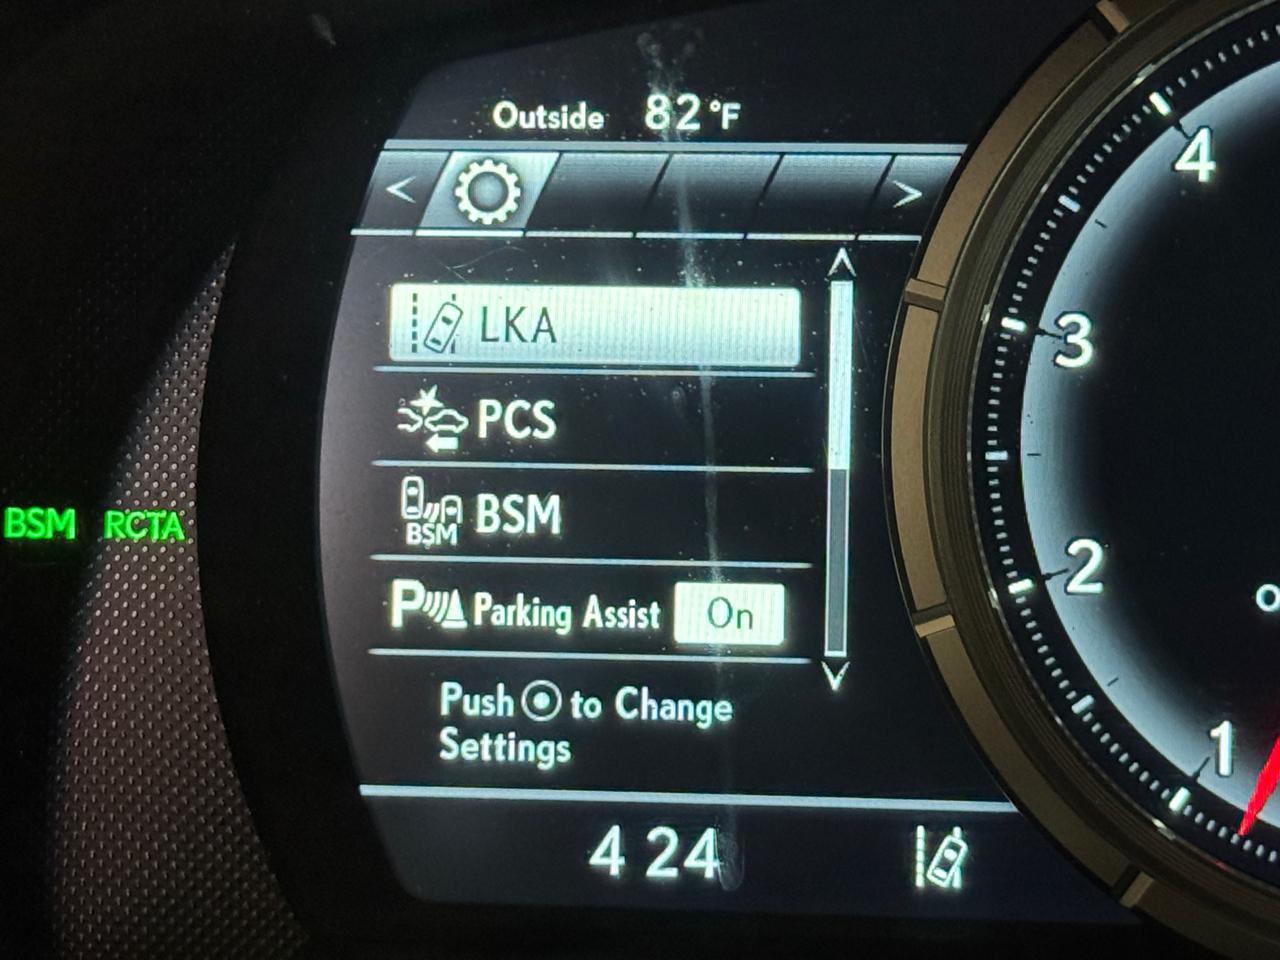 Outside 82°F
LKA
PCS
BSM BSM
Parking Assist On
Push to Change
Settings
4 24
BSM RCTA
4
3
2
1